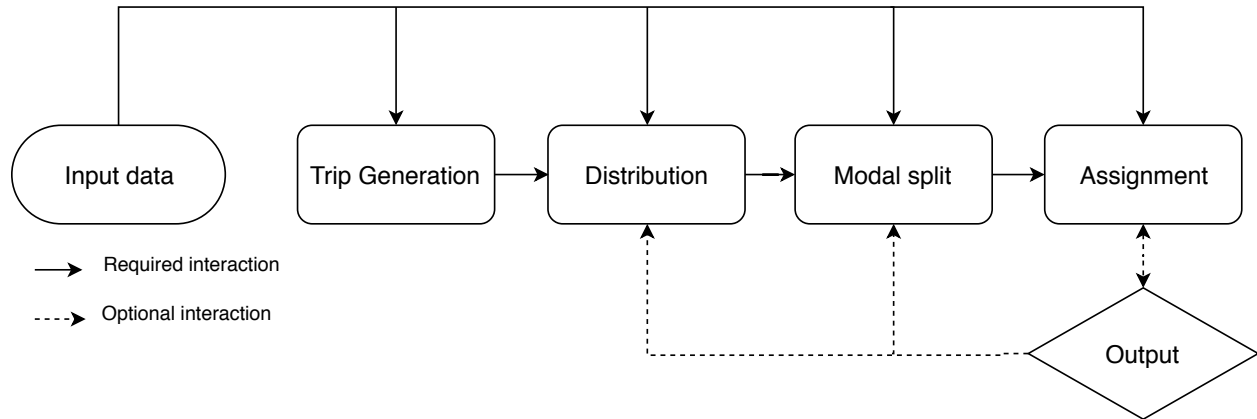 Input data
Trip Generation
Distribution
Modal split
Assignment
Required interaction
Optional interaction
Output